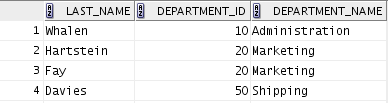 LAST_NAME DEPARTMENT_ID DEPARTMENT_NAME
1 Whalen 10 Administration
2 Hartstein 20 Marketing
3 Fay 20 Marketing
4 Davies 50 Shipping